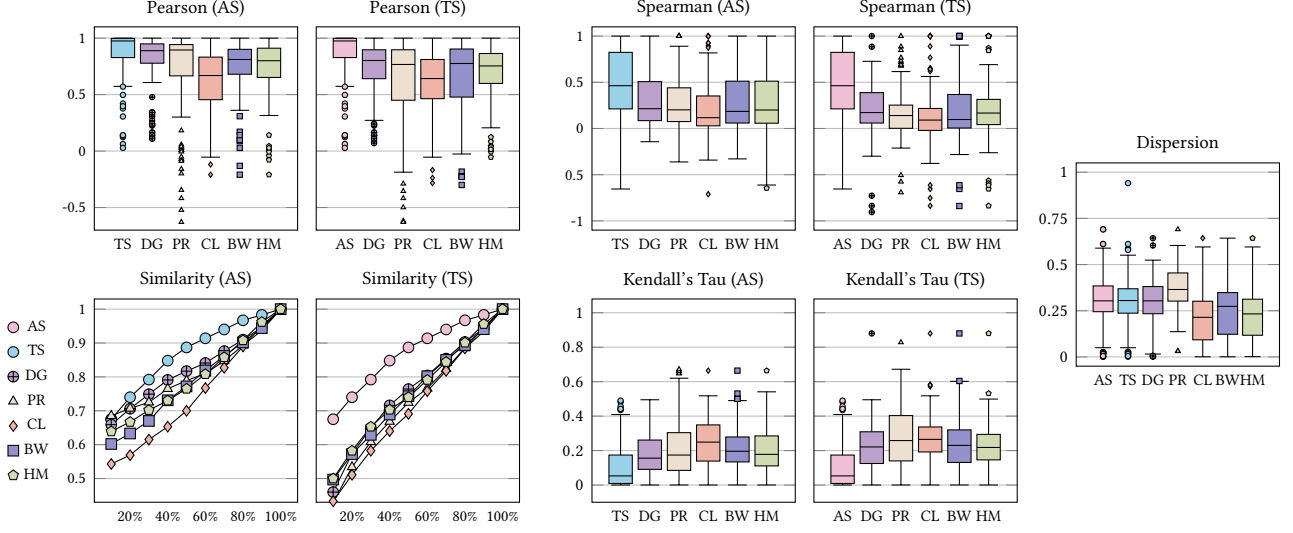 Pearson (AS)
1
0.5
0
-0.5
TS DG PR CL BW HM
Pearson (TS)
AS DG PR CL BW HM
Spearman (AS)
1
0.5
0
0.5
-1
TS DG PR CL BW HM
Spearman (TS)
AS DG PR CL BW HM
Similarity (AS)
1
0.9
0.8
0.7
0.6
0.5
20% 40% 60% 80% 100%
Similarity (TS)
20% 40% 60% 80% 100%
AS
TS
DG
PR
CL
BW
HM
Kendall's Tau (AS)
1
0.8
0.6
0.4
0.2
0
TS DG PR CL BW HM
Kendall's Tau (TS)
AS DG PR CL BW HM
Dispersion
1
0.75
0.5
0.25
0
AS TS DG PR CL BW HM